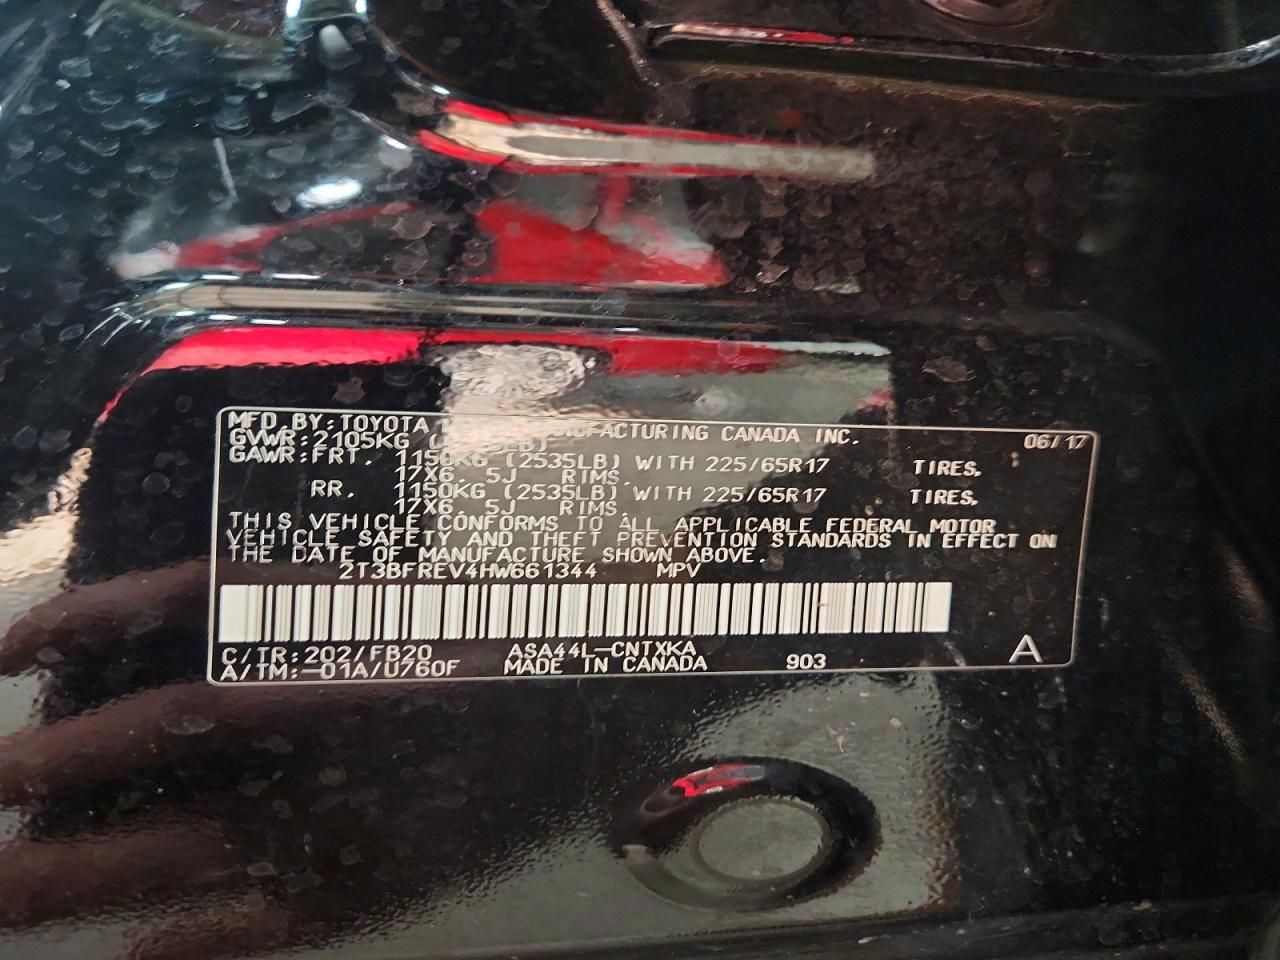 MFD. BY: TOYOTA MANUFACTURING CANADA INC. 06/17
GVWR: 2105KG
GAWR: FRT. 1150KG (2535LB) WITH 225/65R17 TIRES,
17X6.5J RIMS,
RR. 1150KG (2535LB) WITH 225/65R17 TIRES,
17X6.5J RIMS.
THIS VEHICLE CONFORMS TO ALL APPLICABLE FEDERAL MOTOR
VEHICLE SAFETY AND THEFT PREVENTION STANDARDS IN EFFECT ON
THE DATE OF MANUFACTURE SHOWN ABOVE.
2T3BFREV4HW661344 MPV
C/TR: 202/FB20 ASA44L-CNTXKA
A/TM: -01A/U760F MADE IN CANADA 903 A